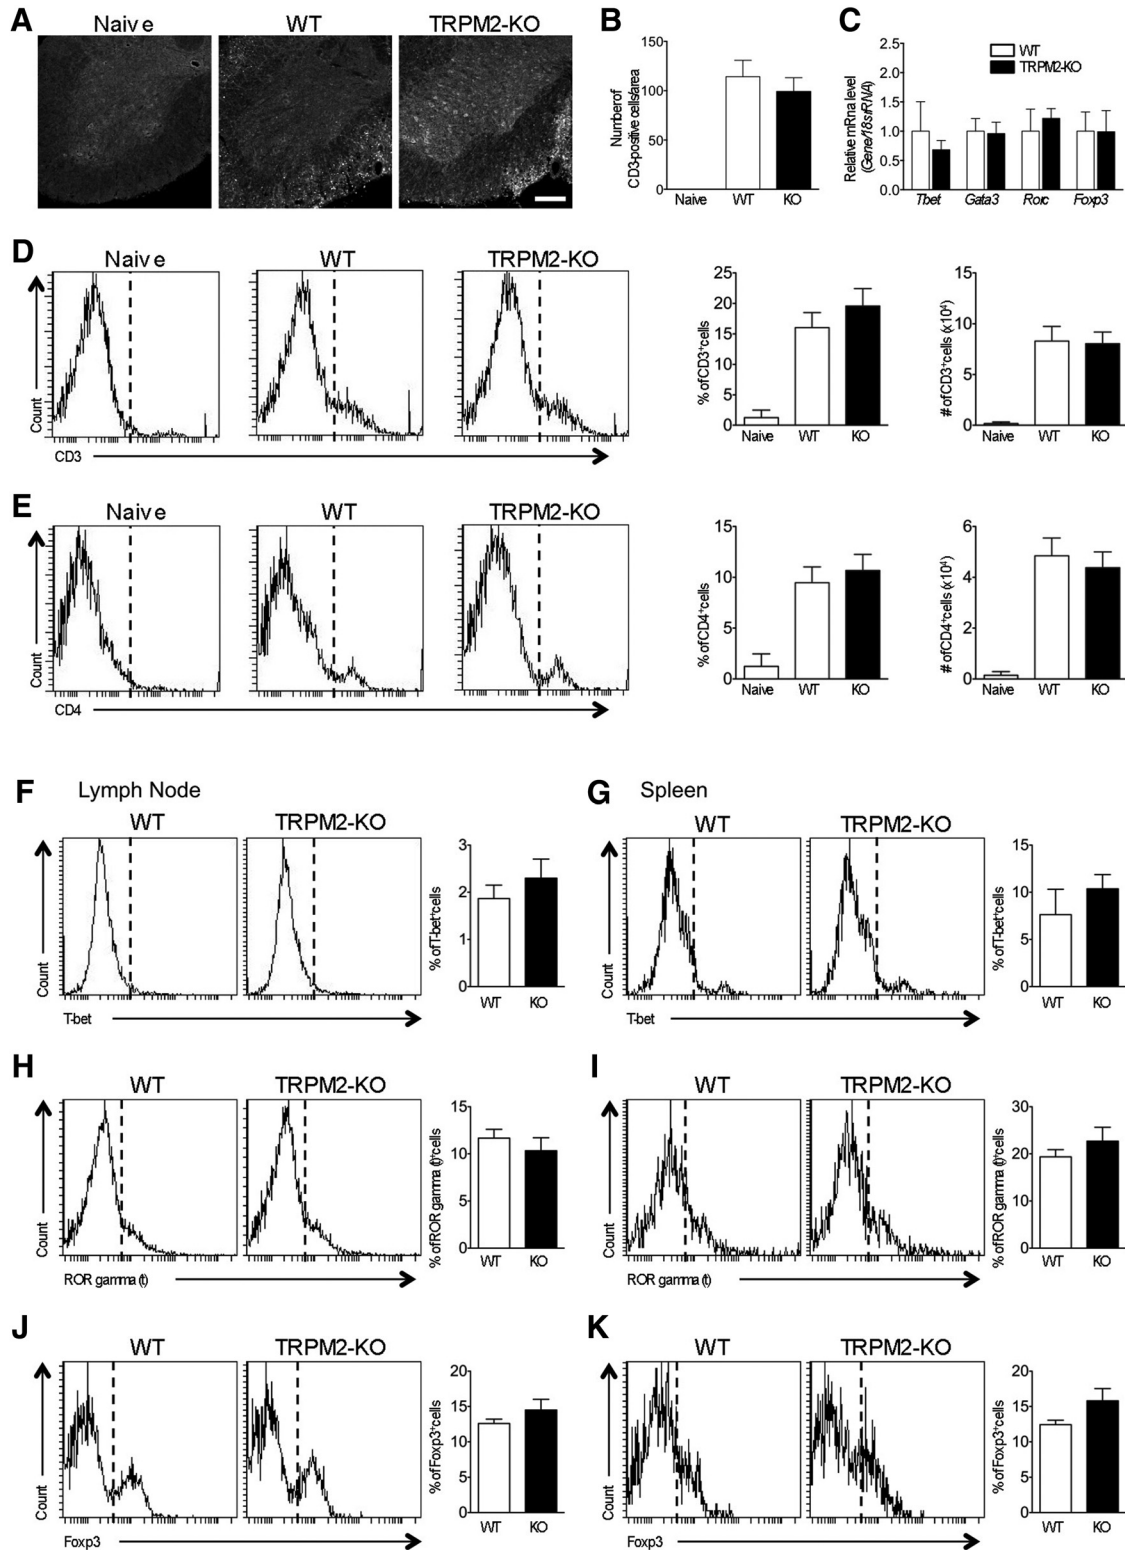 A Naive WT TRPM2-KO
B
150
100
50
0
Number of
CD3-positive cells/area
Naive WT KO
C
WT
TRPM2-KO
2.5
2.0
1.5
1.0
0.5
0.0
Relative mRna level
(Gene/18srRNA)
Tbet Gata3 Rorc Foxp3
D Naive WT TRPM2-KO
Count
CD3
25
20
15
10
5
0
% of CD3+cells
Naive WT KO
15
10
5
0
# of CD3+cells (x10⁴)
Naive WT KO
E Naive WT TRPM2-KO
Count
CD4
15
10
5
0
% of CD4+cells
Naive WT KO
6
4
2
0
# of CD4+cells (x10⁴)
Naive WT KO
F Lymph Node
WT TRPM2-KO
Count
T-bet
3
2
1
0
% of T-bet+cells
WT KO
G Spleen
WT TRPM2-KO
Count
T-bet
15
10
5
0
% of T-bet+cells
WT KO
H WT TRPM2-KO
Count
ROR gamma (t)
15
10
5
0
% of ROR gamma (t)+cells
WT KO
I WT TRPM2-KO
Count
ROR gamma (t)
30
20
10
0
% of ROR gamma (t)+cells
WT KO
J WT TRPM2-KO
Count
Foxp3
20
15
10
5
0
% of Foxp3+cells
WT KO
K WT TRPM2-KO
Count
Foxp3
20
15
10
5
0
% of Foxp3+cells
WT KO